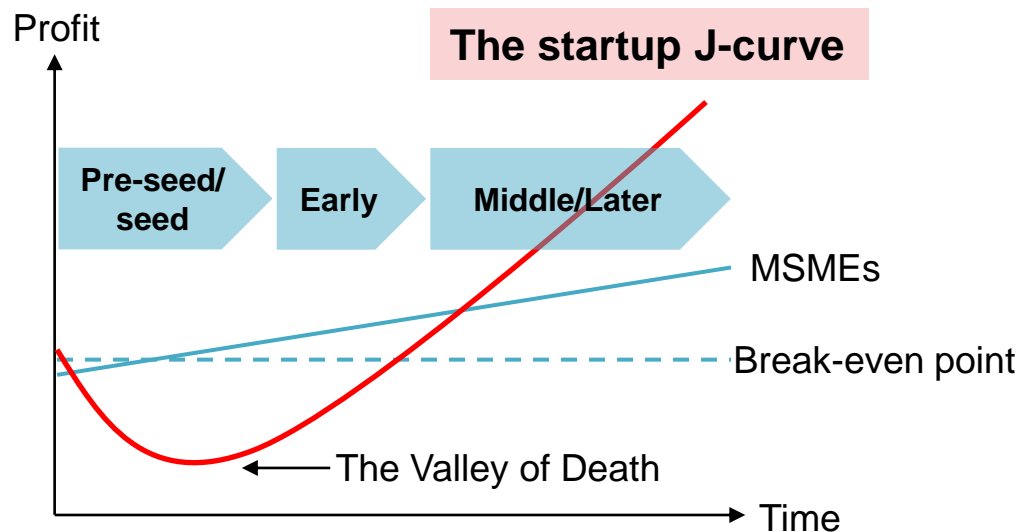 Profit
The startup J-curve
Pre-seed/
seed
Early
Middle/Later
MSMEs
Break-even point
The Valley of Death
Time